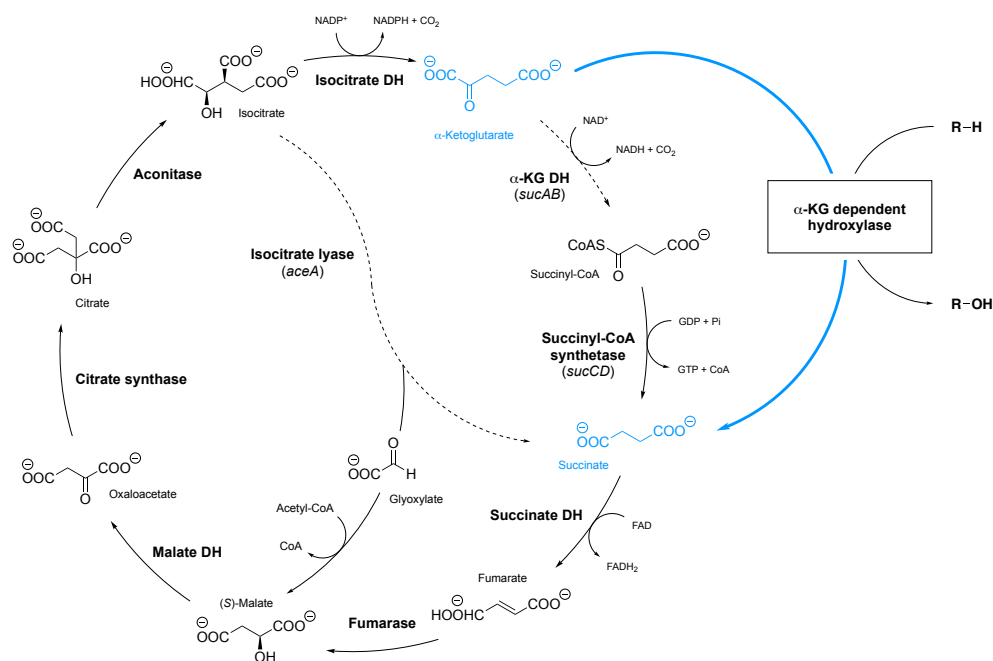 NADP⁺
NADPH + CO₂
Isocitrate DH
COO⊖
HOOHC
COO⊖
OH
Isocitrate
⊖OOC
COO⊖
O
α-Ketoglutarate
NAD⁺
NADH + CO₂
α-KG DH
(sucAB)
R–H
α-KG dependent
hydroxylase
R–OH
Aconitase
⊖OOC
⊖OOC
COO⊖
OH
Citrate
Isocitrate lyase
(aceA)
CoAS
COO⊖
O
Succinyl-CoA
GDP + Pi
Succinyl-CoA
synthetase
(sucCD)
GTP + CoA
Citrate synthase
⊖OOC
COO⊖
Succinate
⊖OOC
COO⊖
O
Oxaloacetate
O
⊖OOC
H
Glyoxylate
Acetyl-CoA
CoA
Succinate DH
FAD
FADH₂
Malate DH
Fumarate
⊖HOOHC
COO⊖
(S)-Malate
⊖OOC
COO⊖
OH
Fumarase